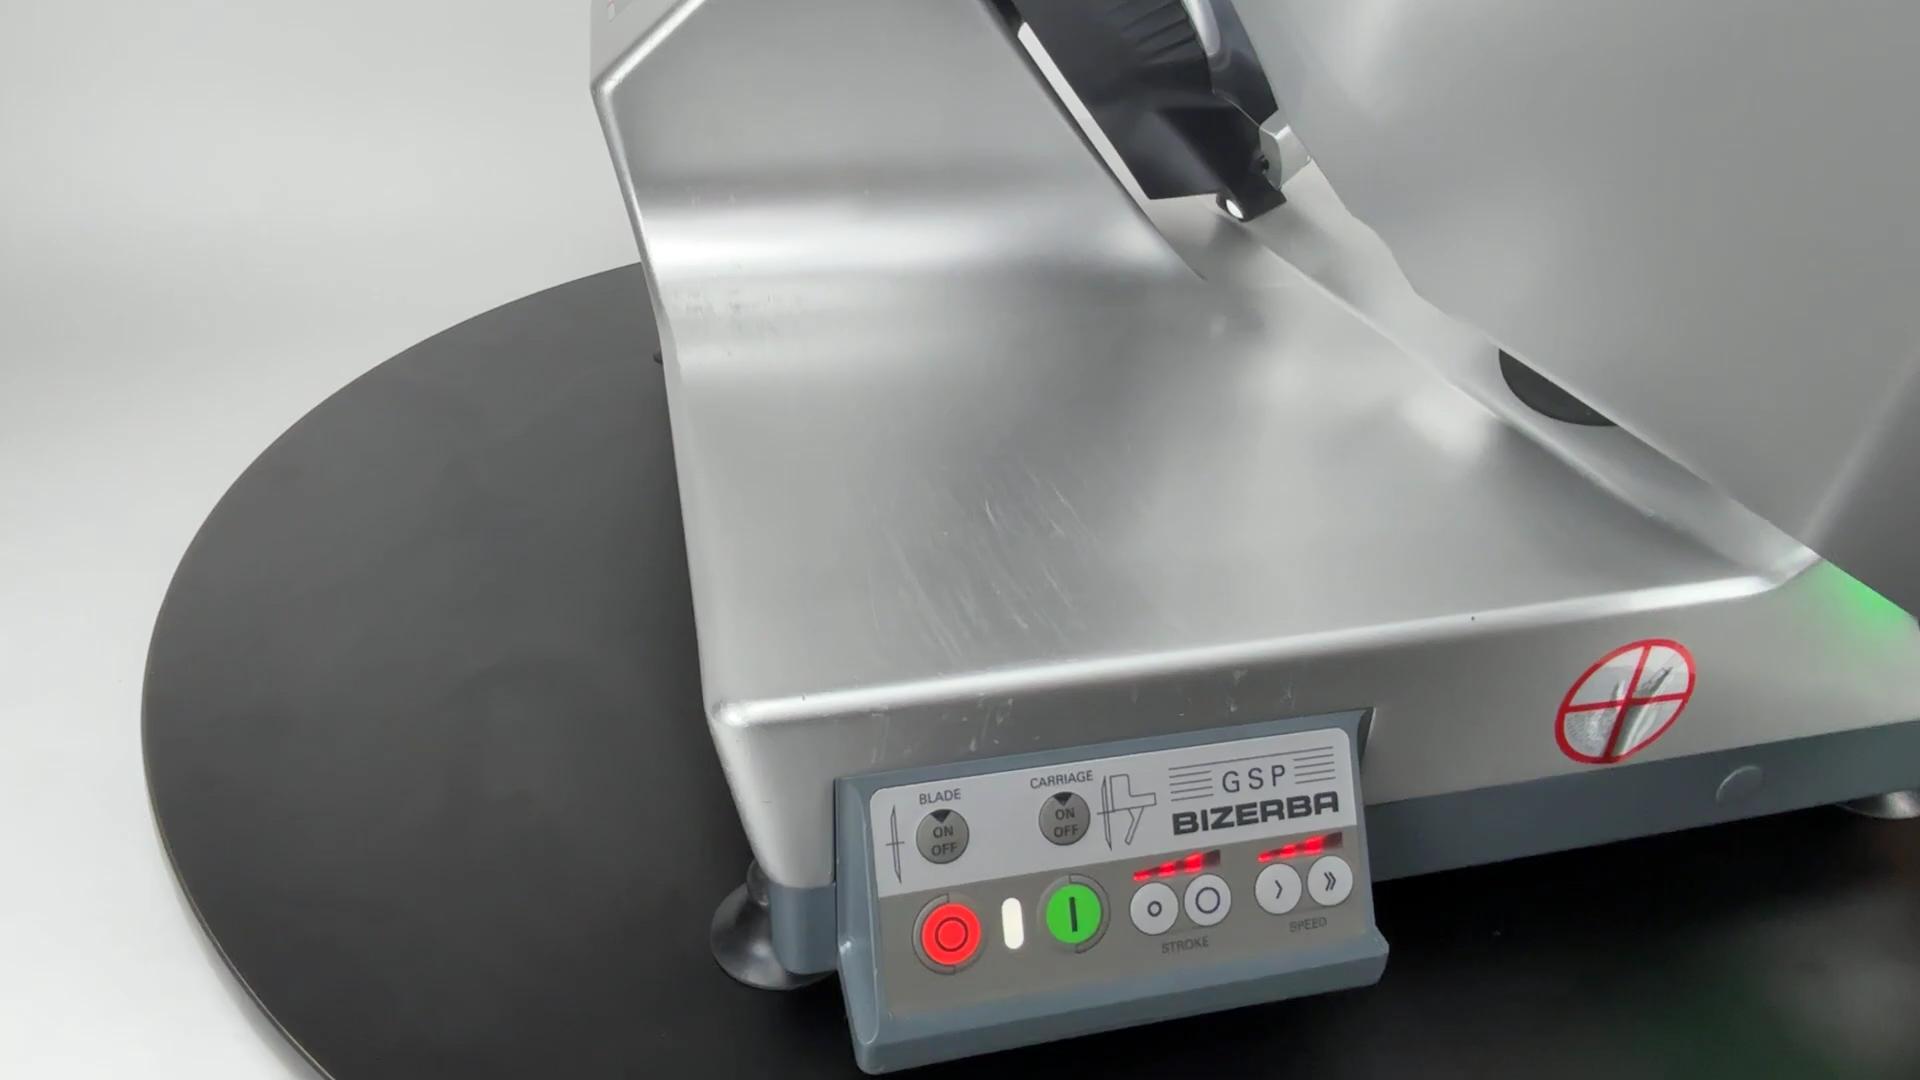 BLADE
ON
OFF
CARRIAGE
ON
OFF
GSP
BIZERBA
STROKE
SPEED